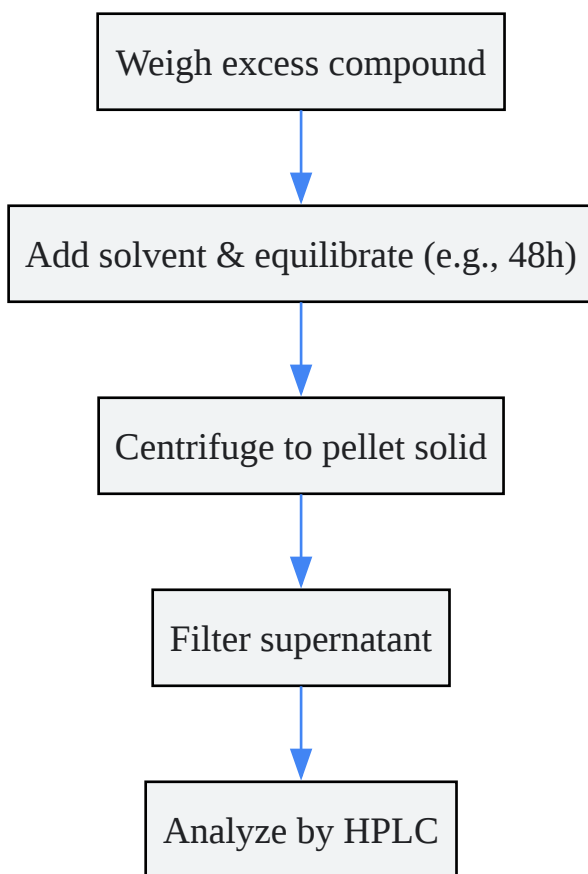 Weigh excess compound
Add solvent & equilibrate (e.g., 48h)
Centrifuge to pellet solid
Filter supernatant
Analyze by HPLC